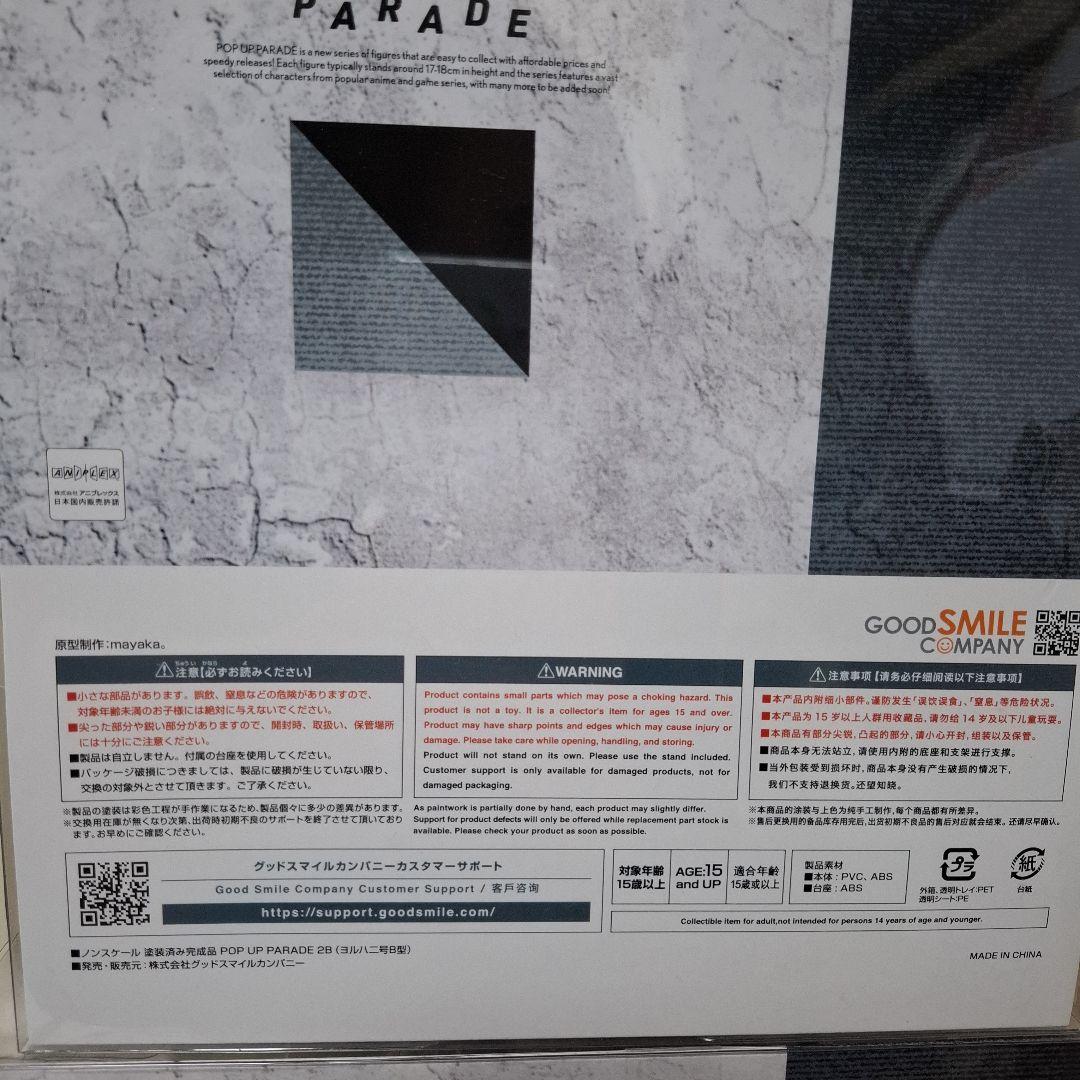 PARADE
POP UP PARADE is a new series of figures that are easy to collect with affordable prices and
speedy releases! Each figure typically stands around 17-18cm in height and the series features a vast
selection of characters from popular anime and game series, with many more to be added soon!
ANIPLEX
株式会社アニプレックス
日本国内販売許諾
GOOD SMILE
COMPANY
原型制作：mayaka。
⚠注意【必ずお読みください】
■小さな部品があります。誤飲、窒息などの危険がありますので、
対象年齢未満のお子様には絶対に与えないでください。
■尖った部分や鋭い部分がありますので、開封時、取扱い、保管場所
には十分にご注意ください。
■製品は自立しません。付属の台座を使用してください。
■パッケージ破損につきましては、製品に破損が生じていない限り、
交換の対象外とさせて頂きます。ご了承ください。
※製品の塗装は彩色工程が手作業になるため、製品個々に多少の差異があります。
※交換用在庫が無くなり次第、出荷時初期不良のサポートを終了させて頂いており
ます。お早めにご確認ください。
⚠WARNING
Product contains small parts which may pose a choking hazard. This
product is not a toy. It is a collector's item for ages 15 and over.
Product may have sharp points and edges which may cause injury or
damage. Please take care while opening, handling, and storing.
Product will not stand on its own. Please use the stand included.
Customer support is only available for damaged products, not for
damaged packaging.
As paintwork is partially done by hand, each product may slightly differ.
Support for product defects will only be offered while replacement part stock is
available. Please check your product as soon as possible.
⚠注意事项【请务必仔细阅读以下注意事项】
■本产品内附细小部件。谨防发生「误饮误食」、「窒息」等危险状况。
■本产品为 15 岁以上人群用收藏品，请勿给 14 岁及以下儿童玩耍。
■本商品有部分尖锐，凸起的部分，请小心开封，组装以及保管。
■商品本身无法站立，请使用内附的底座和支架进行支撑。
■当外包装受到损坏时，商品本身没有产生破损的情况下，
我们不支持退换货。还望知晓。
※本商品的涂装与上色为纯手工制作，每个商品都有所差异。
※售后更换用的备品库存用完后，出货初期不良品的售后对应就会结束。还请尽早确认。
グッドスマイルカンパニーカスタマーサポート
Good Smile Company Customer Support / 客戶咨询
https://support.goodsmile.com/
対象年齢
15歳以上
AGE:15
and UP
適合年齡
15歲或以上
製品素材
■本体：PVC、ABS
■台座：ABS
プラ
外箱、透明トレイ:PET
透明シート:PE
紙
台紙
Collectible item for adult,not intended for persons 14 years of age and younger.
■ノンスケール 塗装済み完成品 POP UP PARADE 2B（ヨルハ二号B型）
■発売・販売元：株式会社グッドスマイルカンパニー
MADE IN CHINA